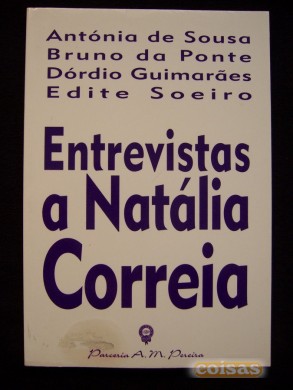 Antónia de Sousa
Bruno da Ponte
Dórdio Guimarães
Edite Soeiro
Entrevistas
a Natália
Correia
Parceria A. M. Pereira
coisas